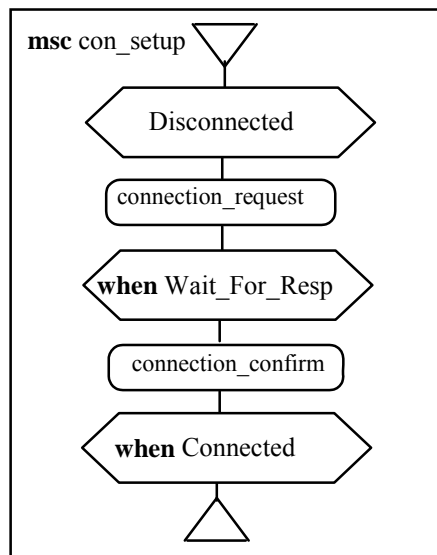 msc con_setup
Disconnected
connection_request
when Wait_For_Resp
connection_confirm
when Connected